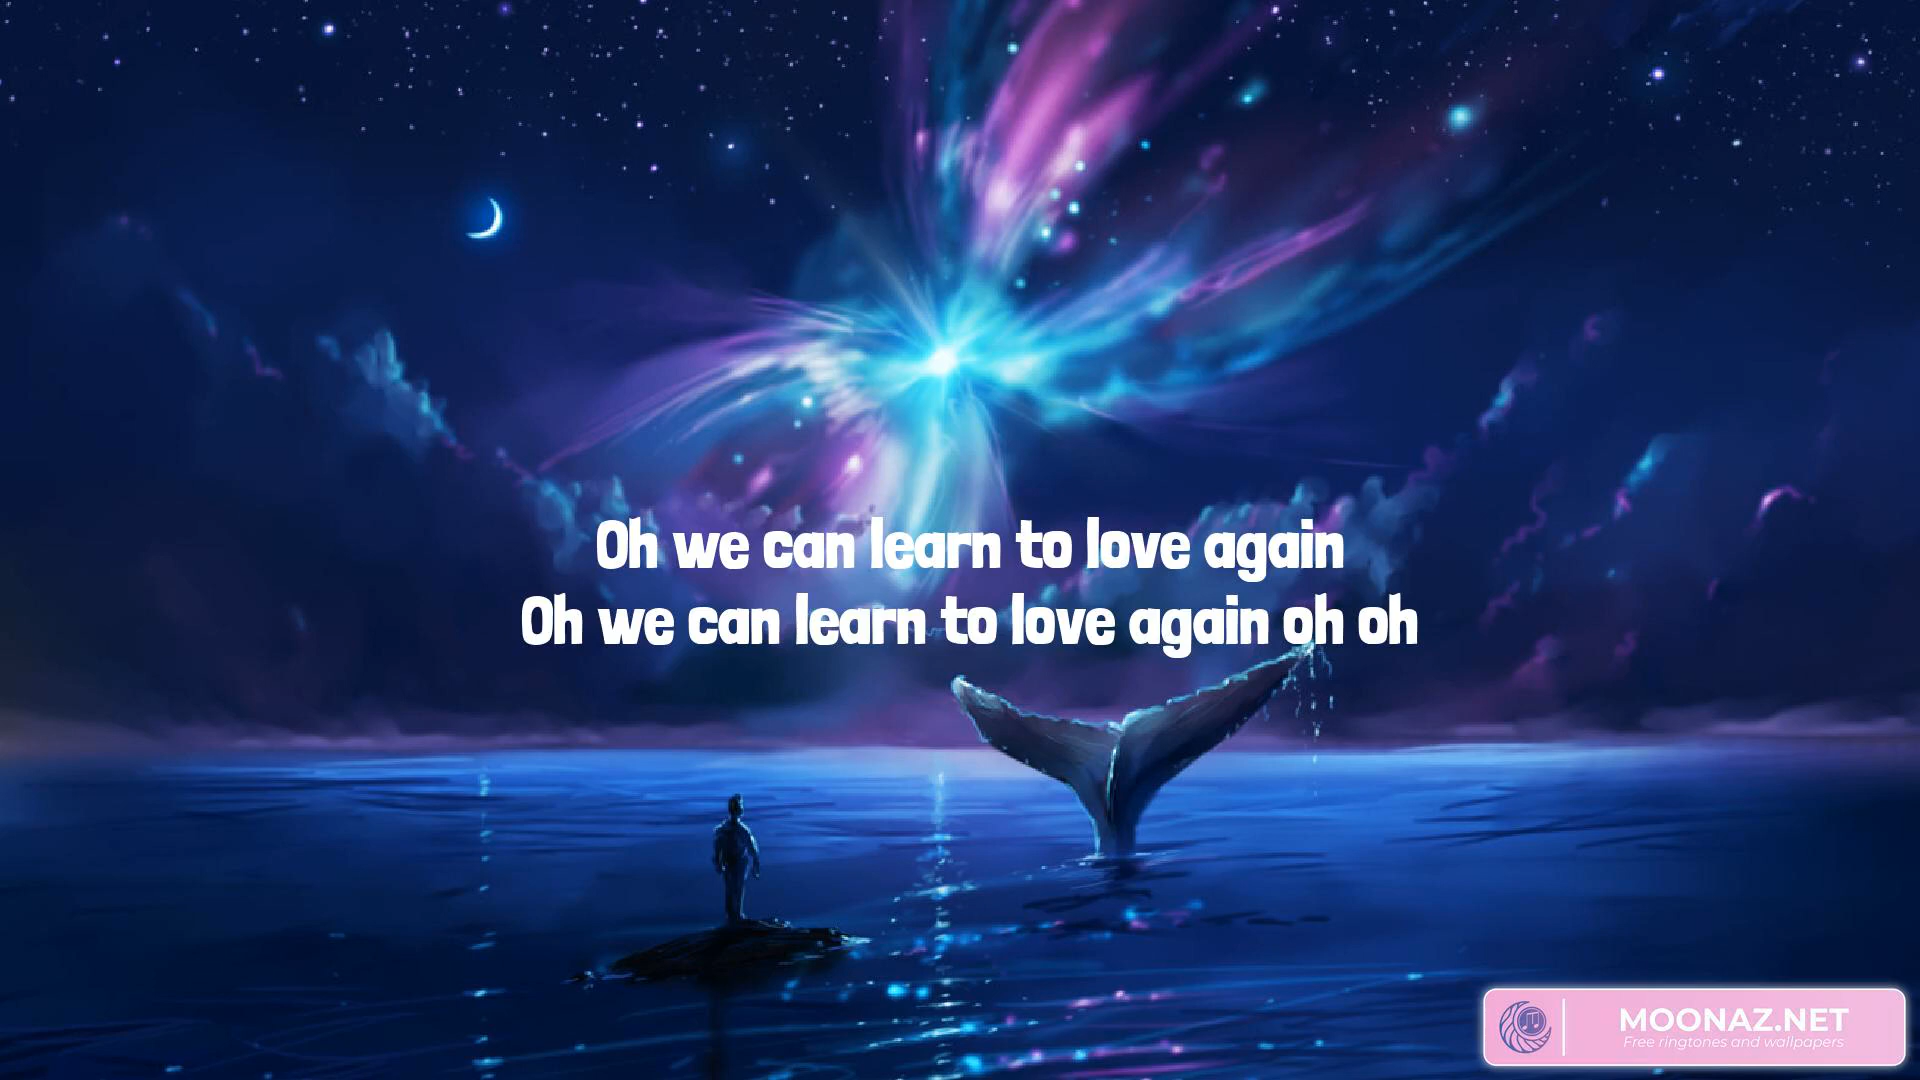 Oh we can learn to love again
Oh we can learn to love again oh oh
MOONAZ.NET
Free ringtones and wallpapers